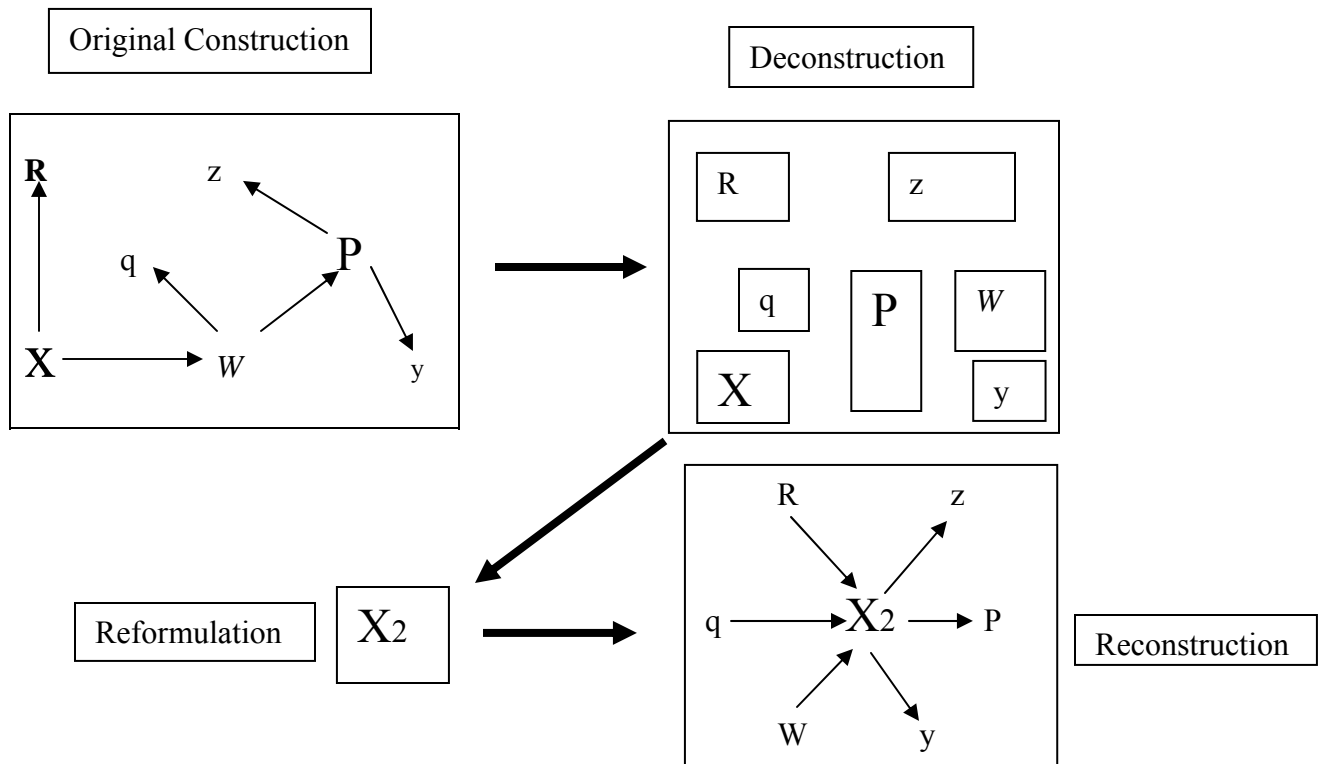 Original Construction
Deconstruction
R
z
q
P
X
W
y
R
z
q
P
W
X
y
Reformulation
X2
R
z
q
X2
P
W
y
Reconstruction